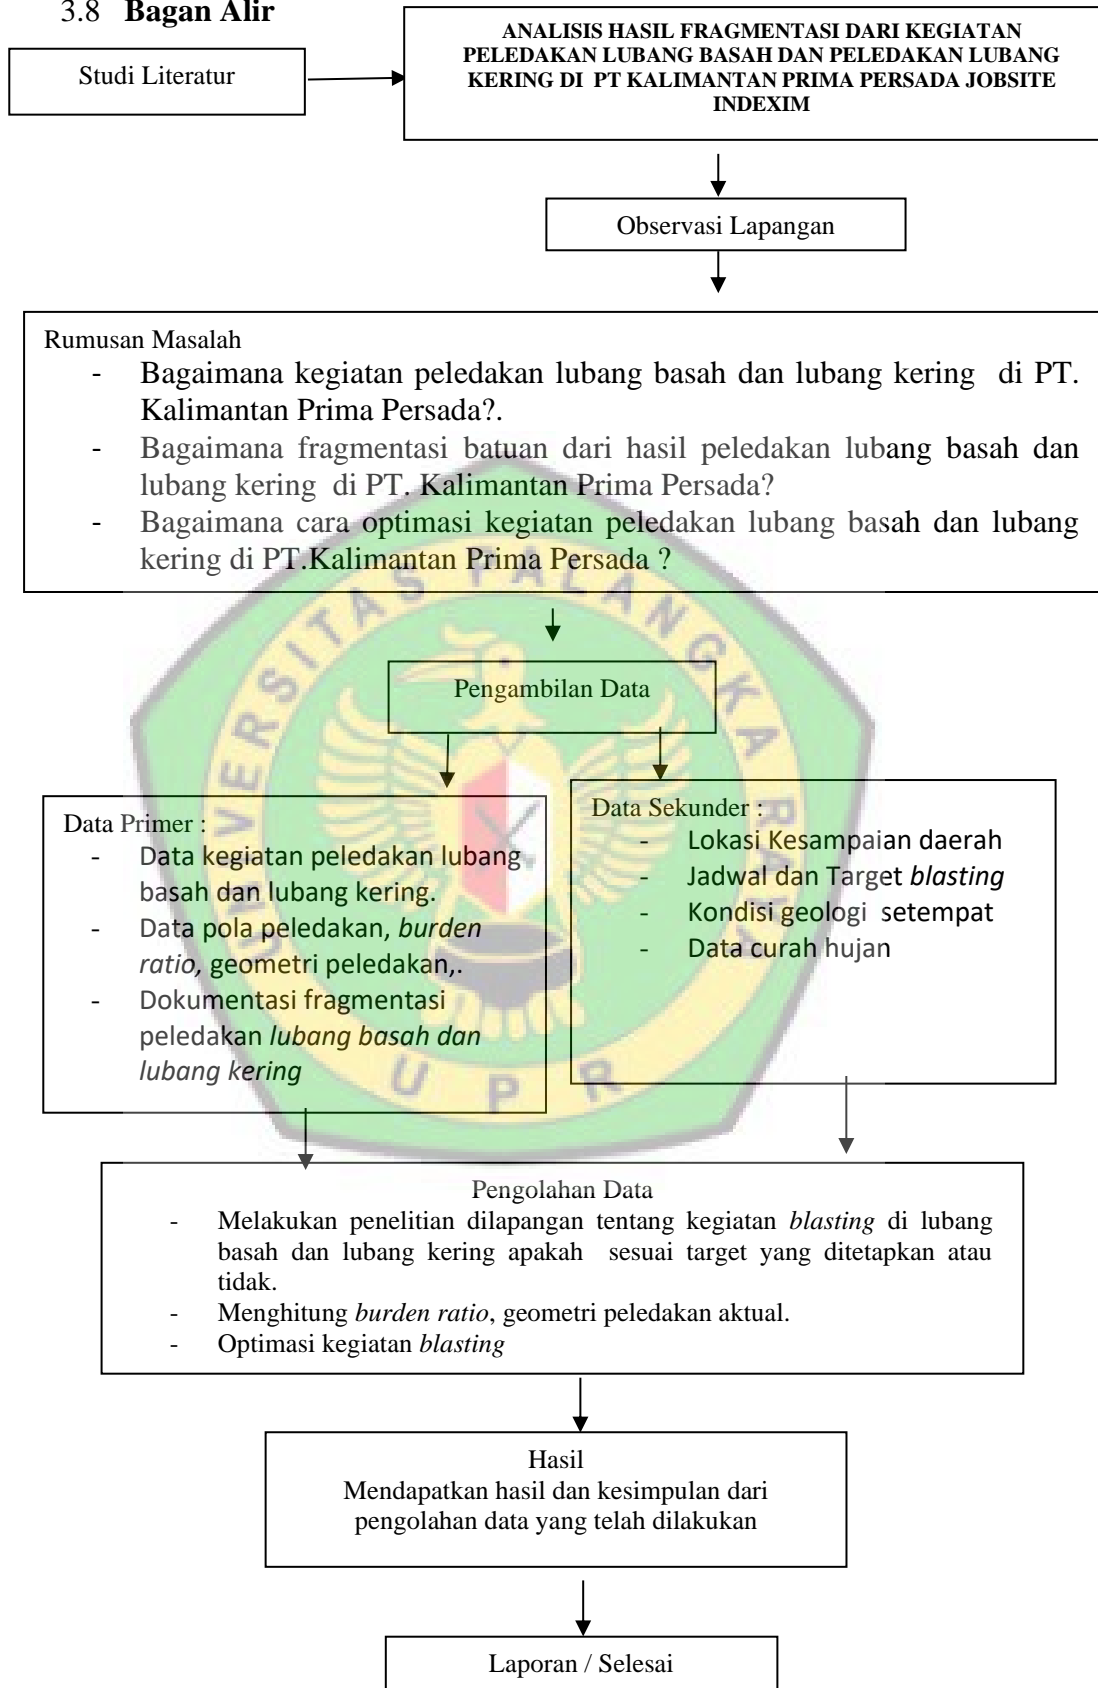 3.8 Bagan Alir
Studi Literatur
ANALISIS HASIL FRAGMENTASI DARI KEGIATAN
PELEDAKAN LUBANG BASAH DAN PELEDAKAN LUBANG
KERING DI  PT KALIMANTAN PRIMA PERSADA JOBSITE
INDEXIM
Observasi Lapangan
Rumusan Masalah
- Bagaimana kegiatan peledakan lubang basah dan lubang kering  di PT.
Kalimantan Prima Persada?.
- Bagaimana fragmentasi batuan dari hasil peledakan lubang basah dan
lubang kering  di PT. Kalimantan Prima Persada?
- Bagaimana cara optimasi kegiatan peledakan lubang basah dan lubang
kering di PT.Kalimantan Prima Persada ?
UNIVERSITAS PALANGKA RAYA
Pengambilan Data
Data Primer :
- Data kegiatan peledakan lubang
basah dan lubang kering.
- Data pola peledakan, burden
ratio, geometri peledakan,.
- Dokumentasi fragmentasi
peledakan lubang basah dan
lubang kering
Data Sekunder :
- Lokasi Kesampaian daerah
- Jadwal dan Target blasting
- Kondisi geologi  setempat
- Data curah hujan
UPR
Pengolahan Data
- Melakukan penelitian dilapangan tentang kegiatan blasting di lubang
basah dan lubang kering apakah  sesuai target yang ditetapkan atau
tidak.
- Menghitung burden ratio, geometri peledakan aktual.
- Optimasi kegiatan blasting
Hasil
Mendapatkan hasil dan kesimpulan dari
pengolahan data yang telah dilakukan
Laporan / Selesai